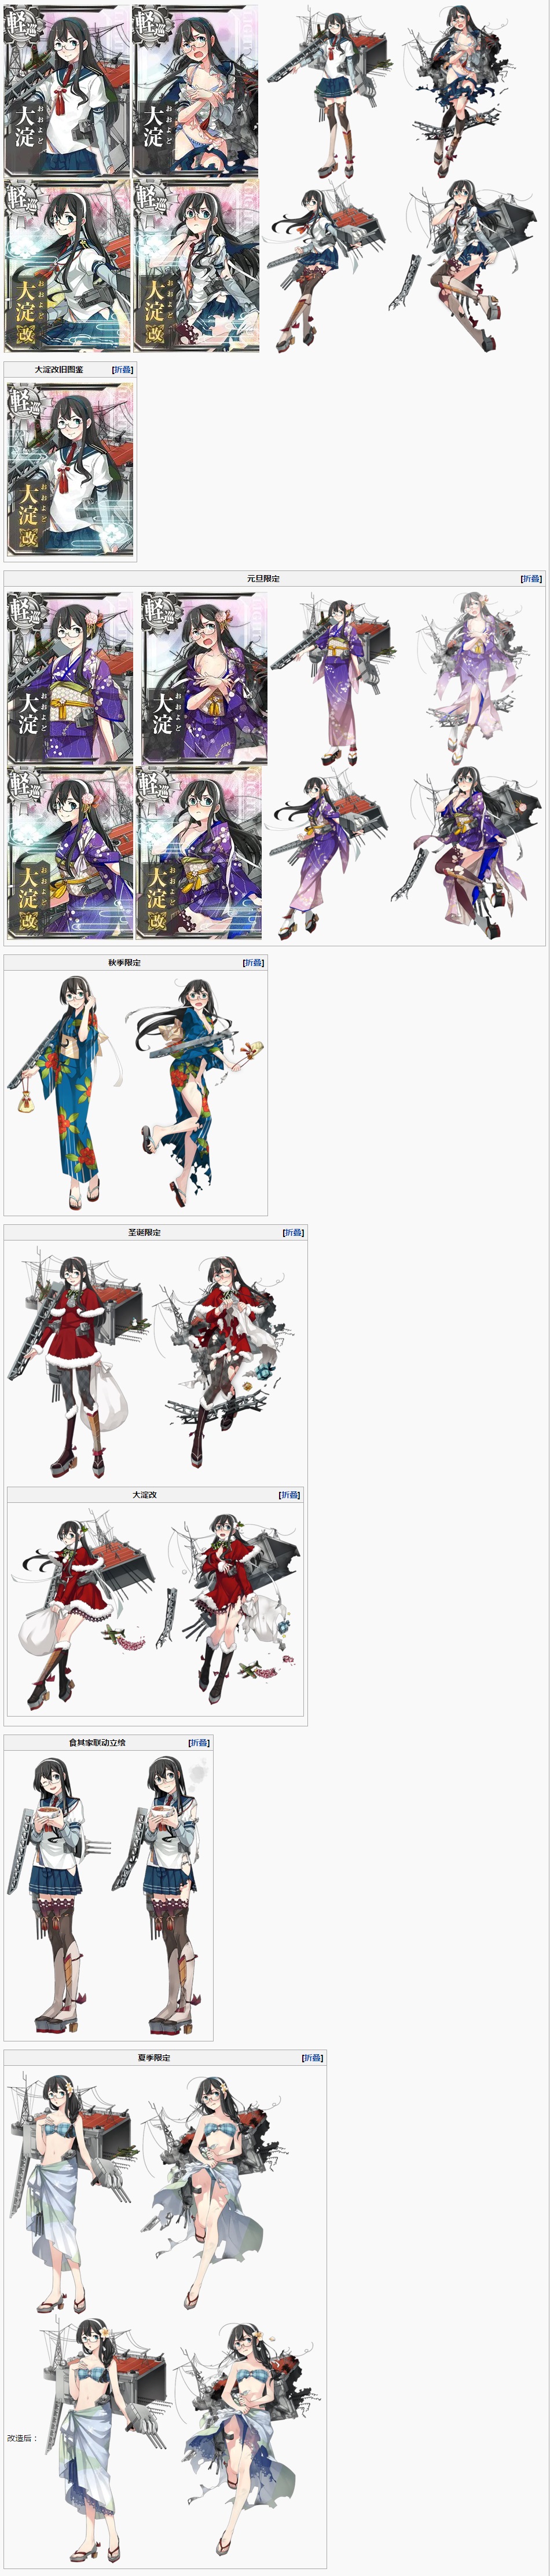 軽巡
大淀
おおよど
軽巡
大淀
おおよど
軽巡
大淀
おおよど
改
軽巡
大淀
おおよど
改
大淀改旧图鉴 [折叠]
軽巡
大淀
おおよど
改
元旦限定 [折叠]
軽巡
大淀
おおよど
軽巡
大淀
おおよど
軽巡
大淀
おおよど
改
軽巡
大淀
おおよど
改
秋季限定 [折叠]
圣诞限定 [折叠]
大淀改 [折叠]
食其家联动立绘 [折叠]
夏季限定 [折叠]
改造后：